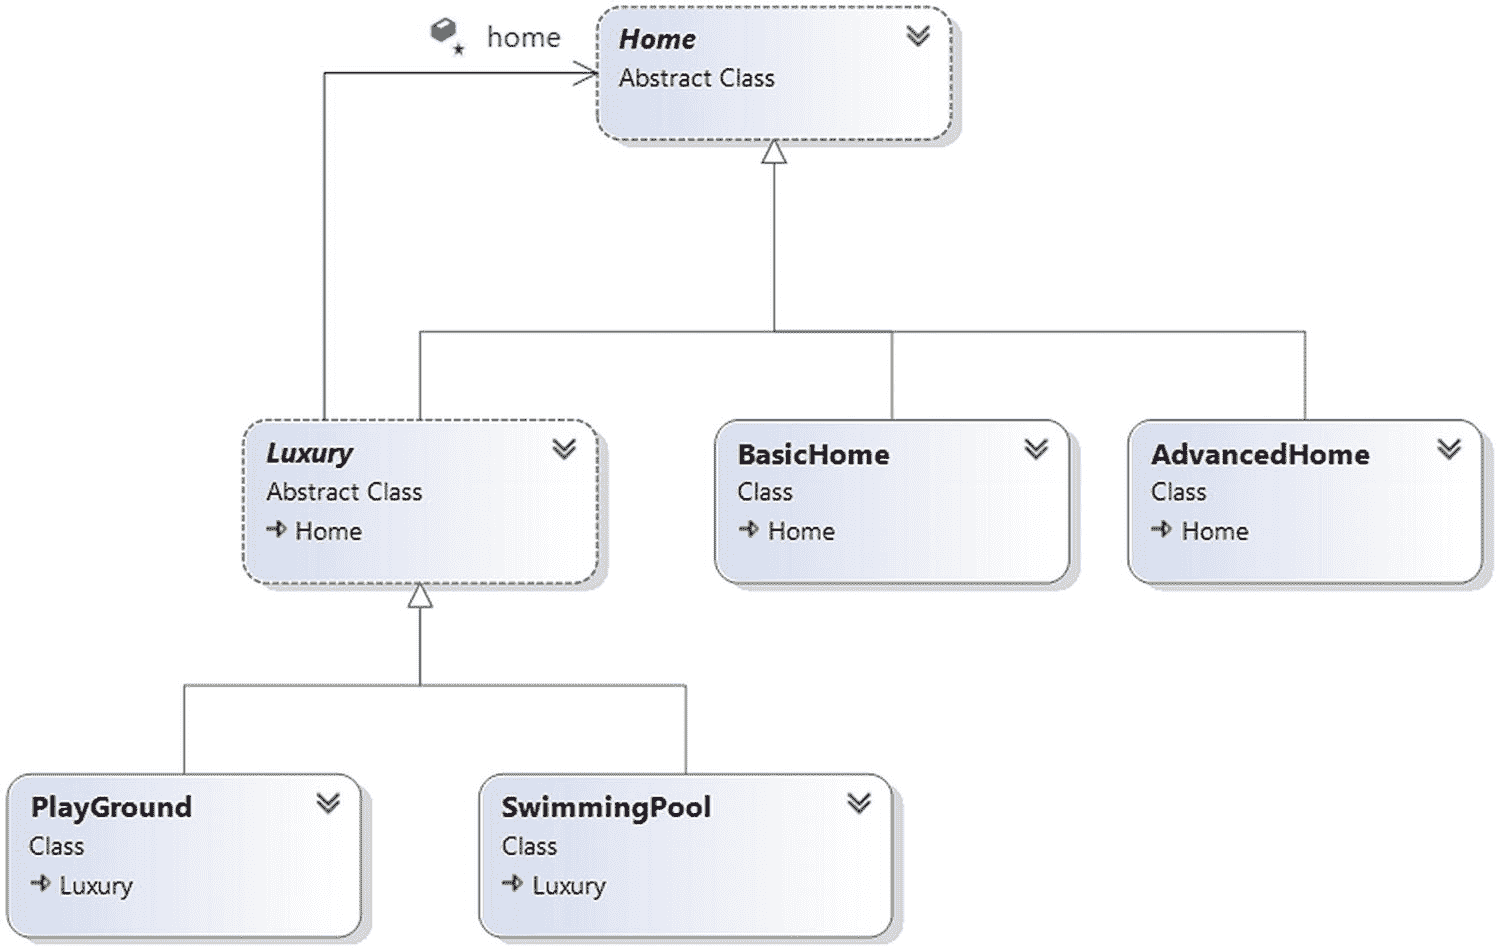 home
Home
Abstract Class
Luxury
Abstract Class
Home
BasicHome
Class
Home
AdvancedHome
Class
Home
PlayGround
Class
Luxury
SwimmingPool
Class
Luxury